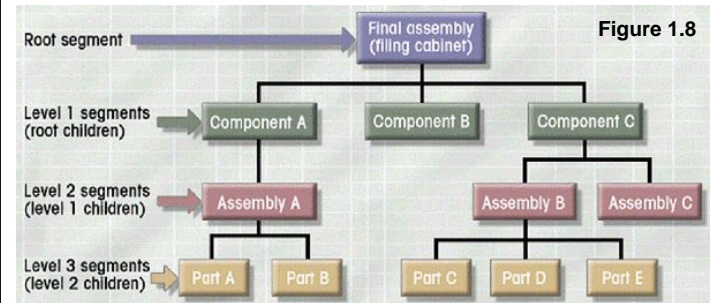 Figure 1.8
Root segment
Final assembly
(filing cabinet)
Level 1 segments
(root children)
Component A
Component B
Component C
Level 2 segments
(level 1 children)
Assembly A
Assembly B
Assembly C
Level 3 segments
(level 2 children)
Part A
Part B
Part C
Part D
Part E